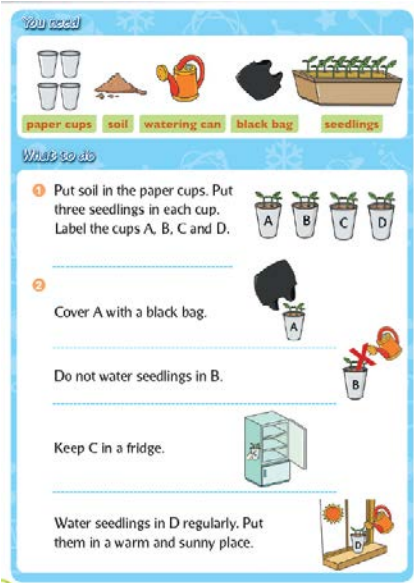 You need
paper cups
soil
watering can
black bag
seedlings
What to do
1 Put soil in the paper cups. Put
three seedlings in each cup.
Label the cups A, B, C and D.
A B C D
2
Cover A with a black bag.
A
Do not water seedlings in B.
B
Keep C in a fridge.
C
Water seedlings in D regularly. Put
them in a warm and sunny place.
D